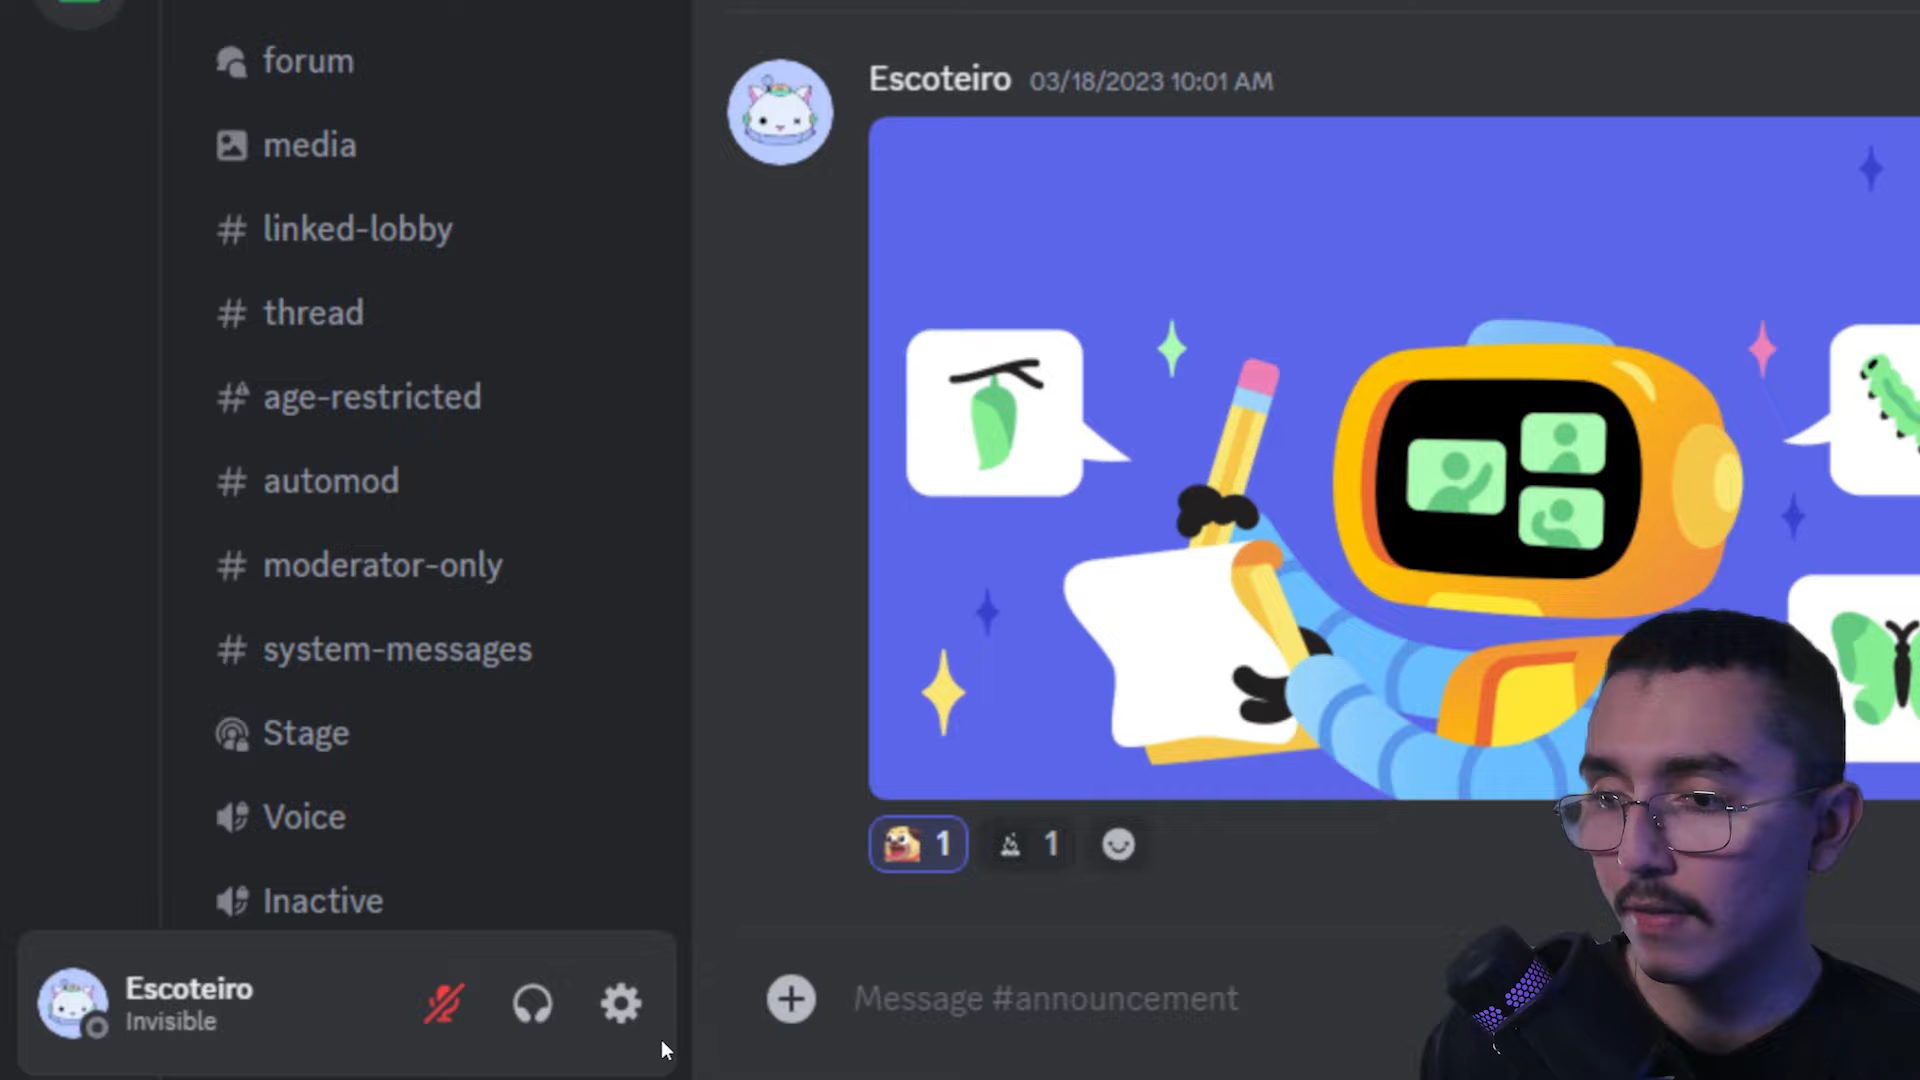 forum
media
linked-lobby
thread
age-restricted
automod
moderator-only
system-messages
Stage
Voice
Inactive
Escoteiro
Invisible
Escoteiro 03/18/2023 10:01 AM
1 1
Message #announcement